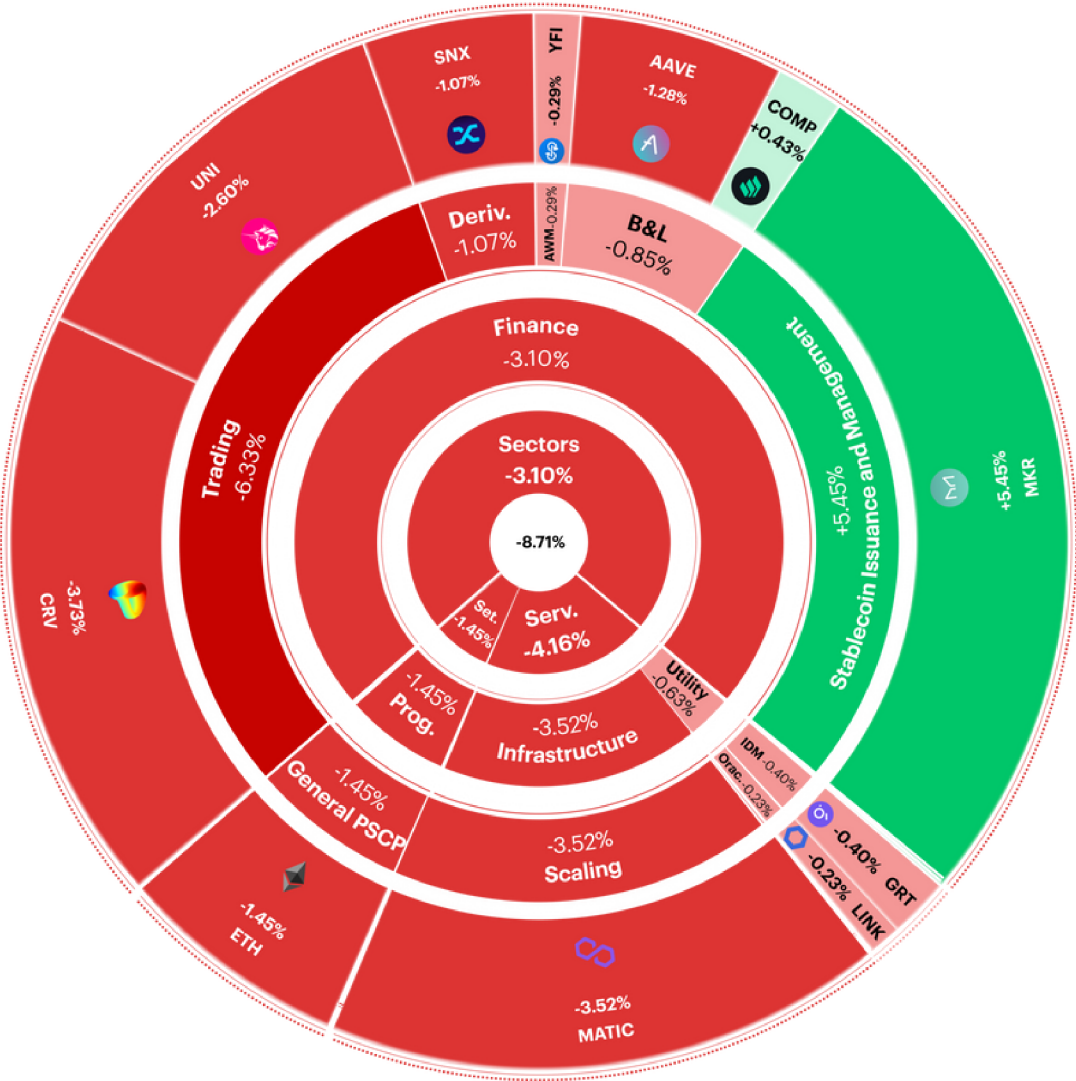 SNX
-1.07%
YFI
-0.29%
AAVE
-1.28%
COMP
+0.43%
UNI
-2.60%
Deriv.
-1.07%
AWM -0.29%
B&L
-0.85%
Finance
-3.10%
Sectors
-3.10%
-8.71%
Trading
-6.33%
Stablecoin Issuance and Management
+5.45%
+5.45%
MKR
-3.73%
CRV
Set.
-1.45%
Serv.
-4.16%
Utility
-0.63%
-1.45%
Prog.
-3.52%
Infrastructure
IDM -0.40%
Orac. -0.23%
-1.45%
General PSCP
-3.52%
Scaling
-0.40% GRT
-0.23% LINK
-1.45%
ETH
-3.52%
MATIC